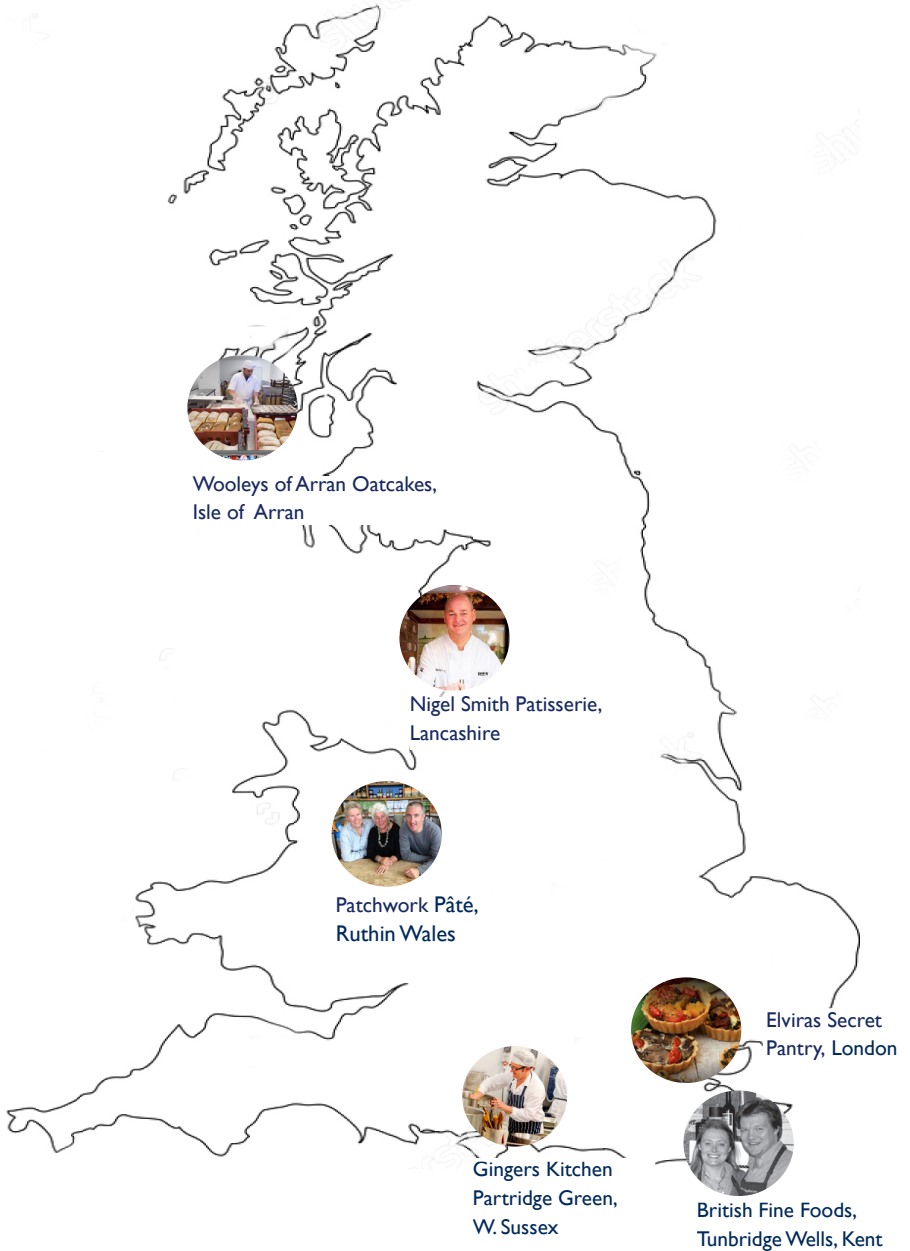 Wooleys of Arran Oatcakes,
Isle of Arran
Nigel Smith Patisserie,
Lancashire
Patchwork Pâté,
Ruthin Wales
Elviras Secret
Pantry, London
Gingers Kitchen
Partridge Green,
W. Sussex
British Fine Foods,
Tunbridge Wells, Kent